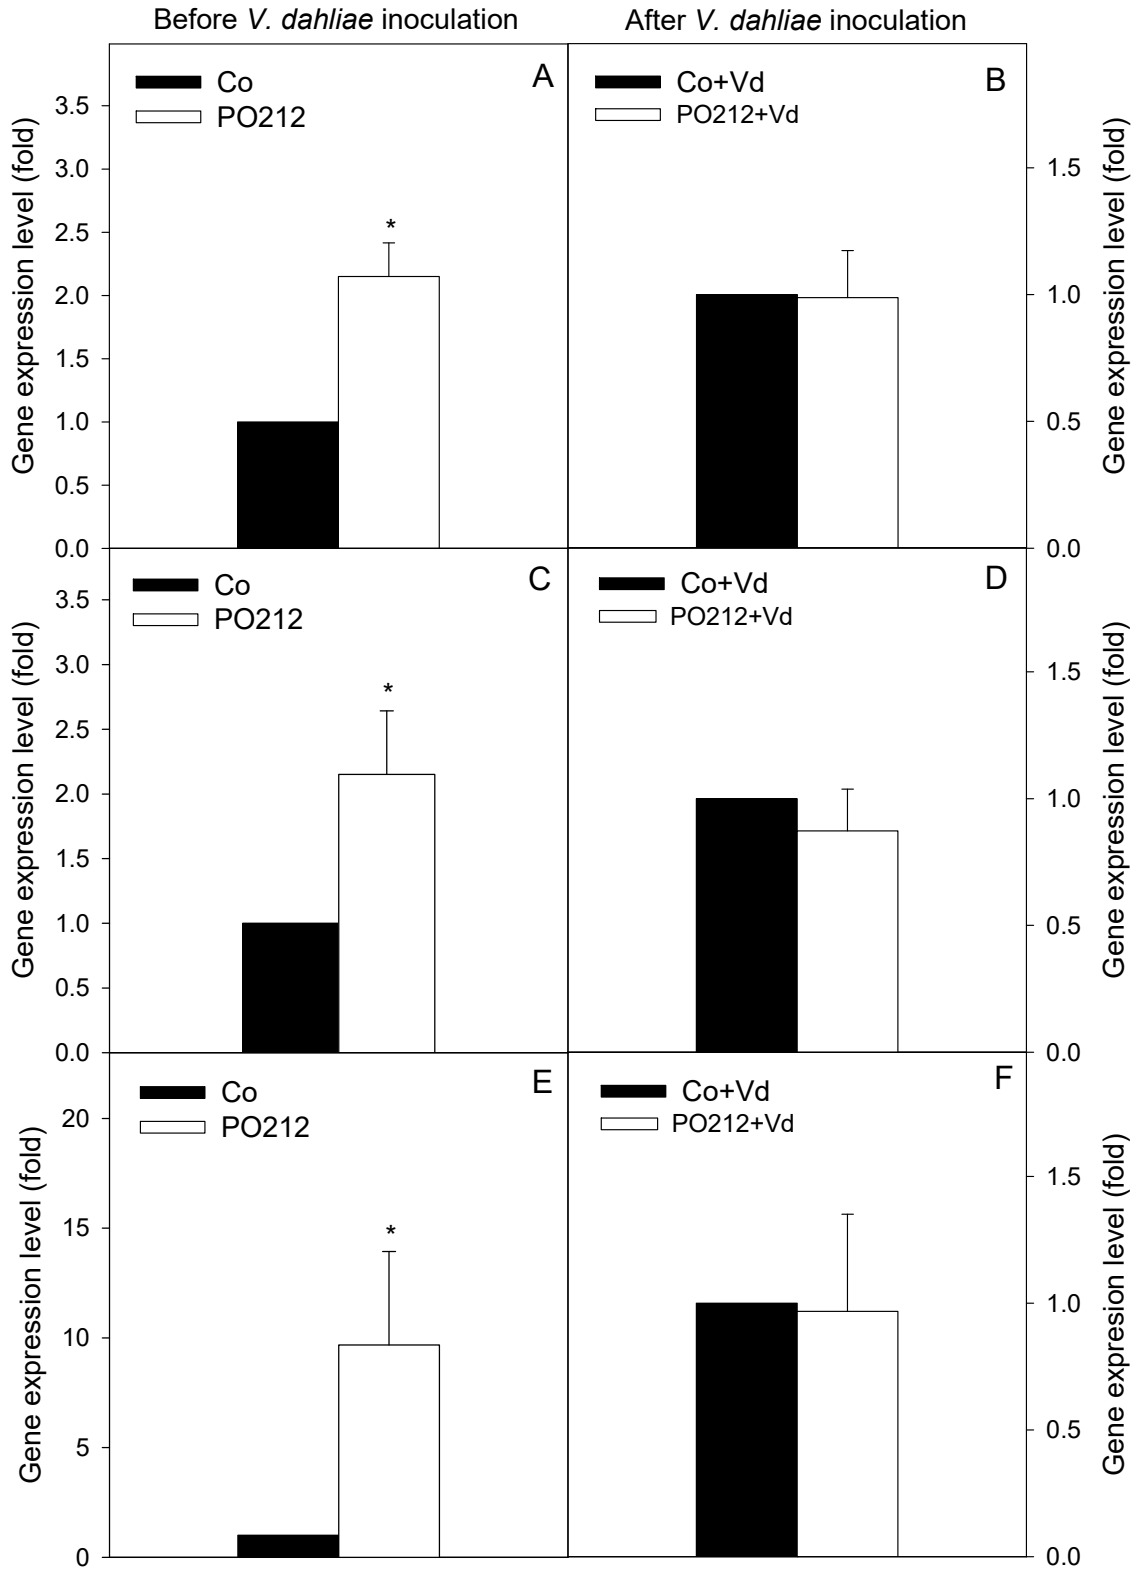 Before V. dahliae inoculation
After V. dahliae inoculation
Co
PO212
A
Gene expression level (fold)
3.5
3.0
2.5
2.0
1.5
1.0
0.5
0.0
*
Co+Vd
PO212+Vd
B
1.5
1.0
0.5
0.0
Gene expression level (fold)
Co
PO212
C
Gene expression level (fold)
3.5
3.0
2.5
2.0
1.5
1.0
0.5
0.0
*
Co+Vd
PO212+Vd
D
1.5
1.0
0.5
0.0
Gene expression level (fold)
Co
PO212
E
Gene expression level (fold)
20
15
10
5
0
*
Co+Vd
PO212+Vd
F
1.5
1.0
0.5
0.0
Gene expresion level (fold)